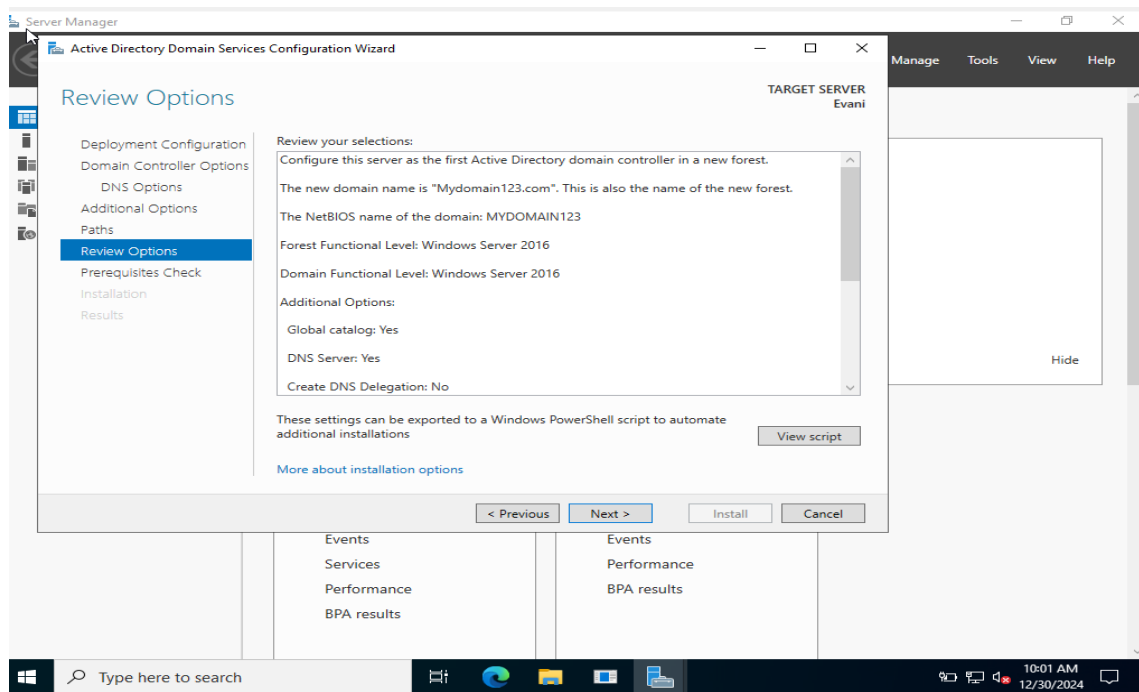 Server Manager
Active Directory Domain Services Configuration Wizard
Manage Tools View Help
Review Options
TARGET SERVER
Evani
Deployment Configuration
Domain Controller Options
DNS Options
Additional Options
Paths
Review Options
Prerequisites Check
Installation
Results
Review your selections:
Configure this server as the first Active Directory domain controller in a new forest.
The new domain name is "Mydomain123.com". This is also the name of the new forest.
The NetBIOS name of the domain: MYDOMAIN123
Forest Functional Level: Windows Server 2016
Domain Functional Level: Windows Server 2016
Additional Options:
Global catalog: Yes
DNS Server: Yes
Create DNS Delegation: No
These settings can be exported to a Windows PowerShell script to automate
additional installations
View script
More about installation options
< Previous Next > Install Cancel
Hide
Events
Services
Performance
BPA results
Events
Performance
BPA results
Type here to search
10:01 AM
12/30/2024